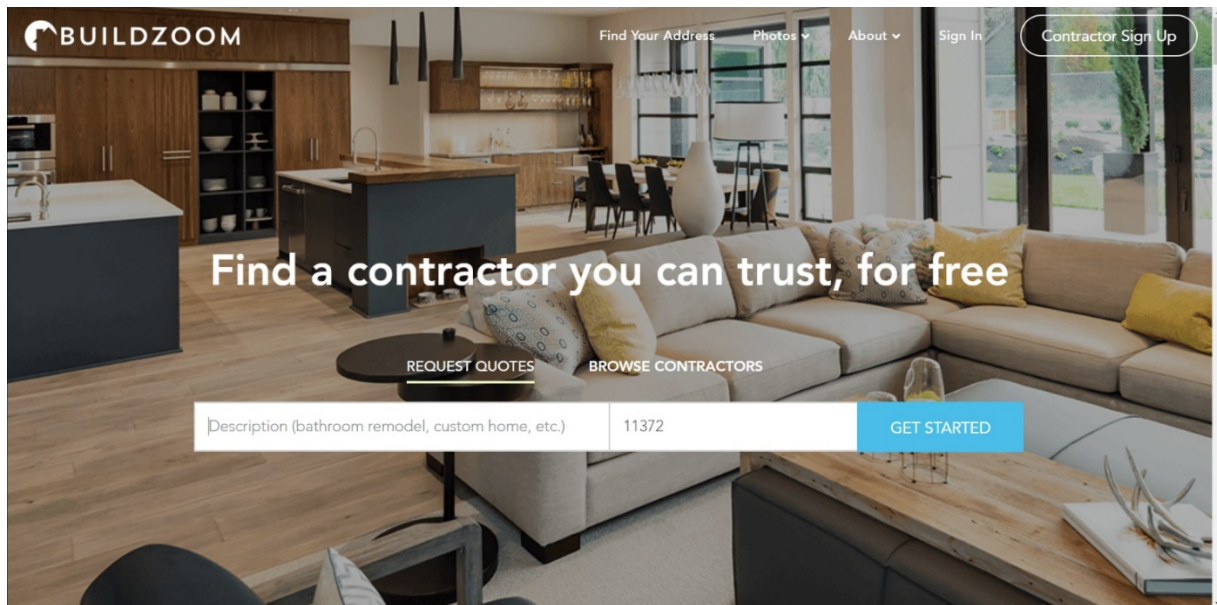 BUILDZOOM
Find Your Address Photos About Sign In Contractor Sign Up
Find a contractor you can trust, for free
REQUEST QUOTES BROWSE CONTRACTORS
Description (bathroom remodel, custom home, etc.) 11372 GET STARTED